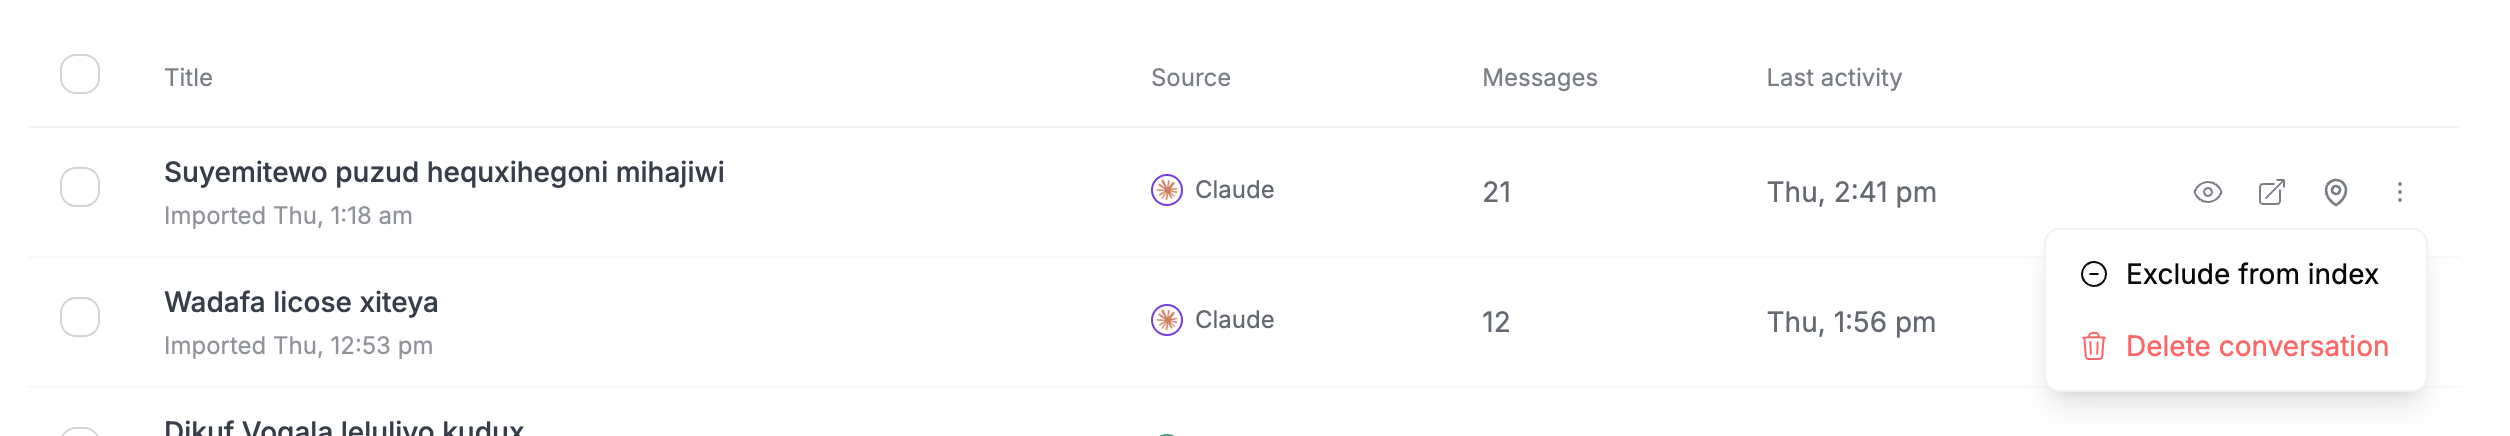 Title Source Messages Last activity
Suyemitewo puzud hequxihegoni mihajiwi
Imported Thu, 1:18 am
Claude 21 Thu, 2:41 pm
Exclude from index
Delete conversation
Wadafa licose xiteya
Imported Thu, 12:53 pm
Claude 12 Thu, 1:56 pm
Dikuf Vogala leluliyo kudux